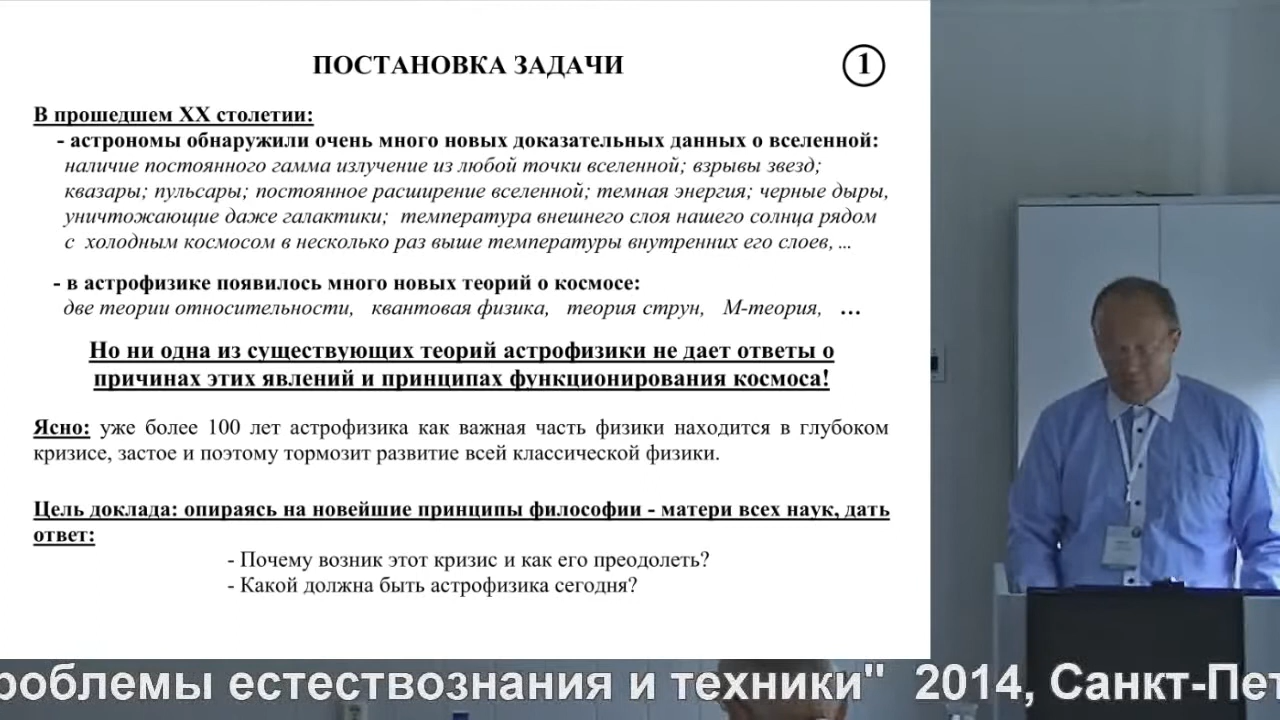 ПОСТАНОВКА ЗАДАЧИ
1
В прошедшем ХХ столетии:
- астрономы обнаружили очень много новых доказательных данных о вселенной:
наличие постоянного гамма излучение из любой точки вселенной; взрывы звезд;
квазары; пульсары; постоянное расширение вселенной; темная энергия; черные дыры,
уничтожающие даже галактики; температура внешнего слоя нашего солнца рядом
с холодным космосом в несколько раз выше температуры внутренних его слоев, ...
- в астрофизике появилось много новых теорий о космосе:
две теории относительности, квантовая физика, теория струн, М-теория, ...
Но ни одна из существующих теорий астрофизики не дает ответы о
причинах этих явлений и принципах функционирования космоса!
Ясно: уже более 100 лет астрофизика как важная часть физики находится в глубоком
кризисе, застое и поэтому тормозит развитие всей классической физики.
Цель доклада: опираясь на новейшие принципы философии - матери всех наук, дать
ответ:
- Почему возник этот кризис и как его преодолеть?
- Какой должна быть астрофизика сегодня?
роблемы естествознания и техники" 2014, Санкт-Пет